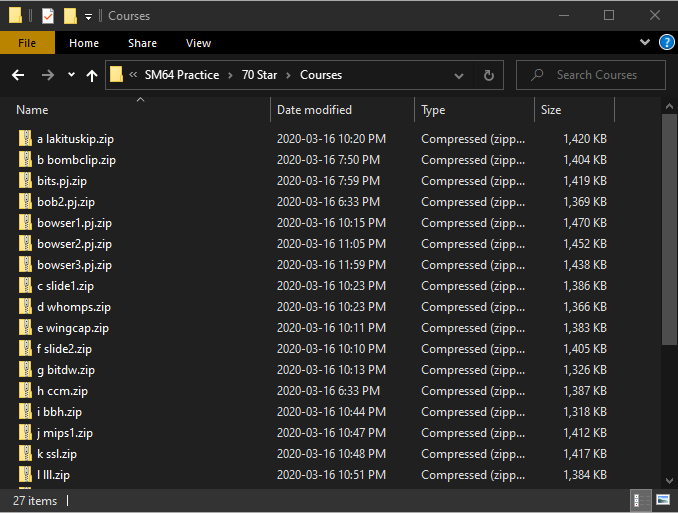 Courses
File Home Share View
« SM64 Practice › 70 Star › Courses Search Courses
Name Date modified Type Size
a lakituskip.zip 2020-03-16 10:20 PM Compressed (zipp... 1,420 KB
b bombclip.zip 2020-03-16 7:50 PM Compressed (zipp... 1,404 KB
bits.pj.zip 2020-03-16 7:59 PM Compressed (zipp... 1,419 KB
bob2.pj.zip 2020-03-16 6:33 PM Compressed (zipp... 1,369 KB
bowser1.pj.zip 2020-03-16 10:15 PM Compressed (zipp... 1,470 KB
bowser2.pj.zip 2020-03-16 11:05 PM Compressed (zipp... 1,452 KB
bowser3.pj.zip 2020-03-16 11:59 PM Compressed (zipp... 1,438 KB
c slide1.zip 2020-03-16 10:23 PM Compressed (zipp... 1,386 KB
d whomps.zip 2020-03-16 10:23 PM Compressed (zipp... 1,366 KB
e wingcap.zip 2020-03-16 10:11 PM Compressed (zipp... 1,383 KB
f slide2.zip 2020-03-16 10:10 PM Compressed (zipp... 1,405 KB
g bitdw.zip 2020-03-16 10:13 PM Compressed (zipp... 1,326 KB
h ccm.zip 2020-03-16 6:33 PM Compressed (zipp... 1,387 KB
i bbh.zip 2020-03-16 10:44 PM Compressed (zipp... 1,318 KB
j mips1.zip 2020-03-16 10:47 PM Compressed (zipp... 1,412 KB
k ssl.zip 2020-03-16 10:48 PM Compressed (zipp... 1,417 KB
l lll.zip 2020-03-16 10:51 PM Compressed (zipp... 1,384 KB
27 items